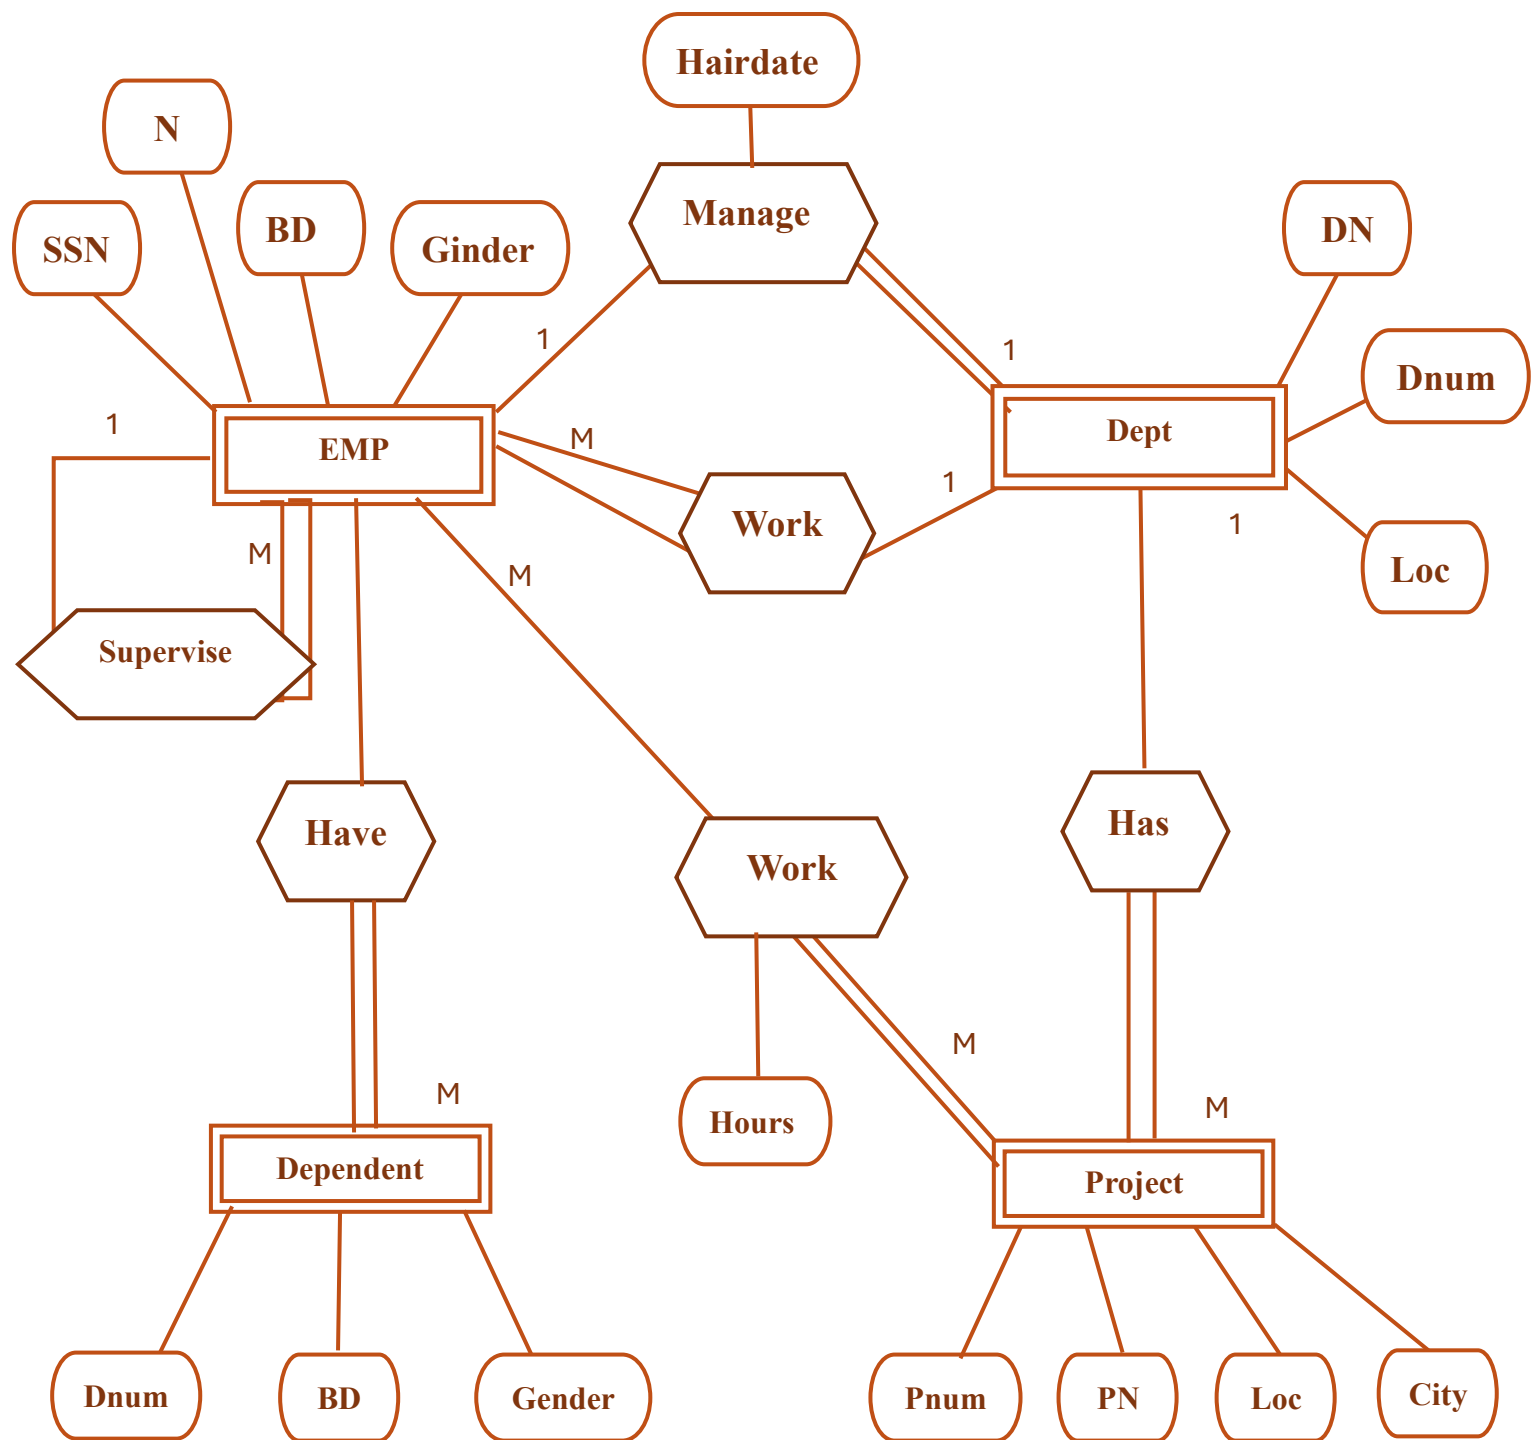 Hairdate
N
SSN
BD
Ginder
Manage
DN
Dnum
1
1
1
EMP
M
Dept
1
Work
1
Loc
M
M
Supervise
Have
Work
Has
M
M
M
Hours
Dependent
Project
Dnum
BD
Gender
Pnum
PN
Loc
City